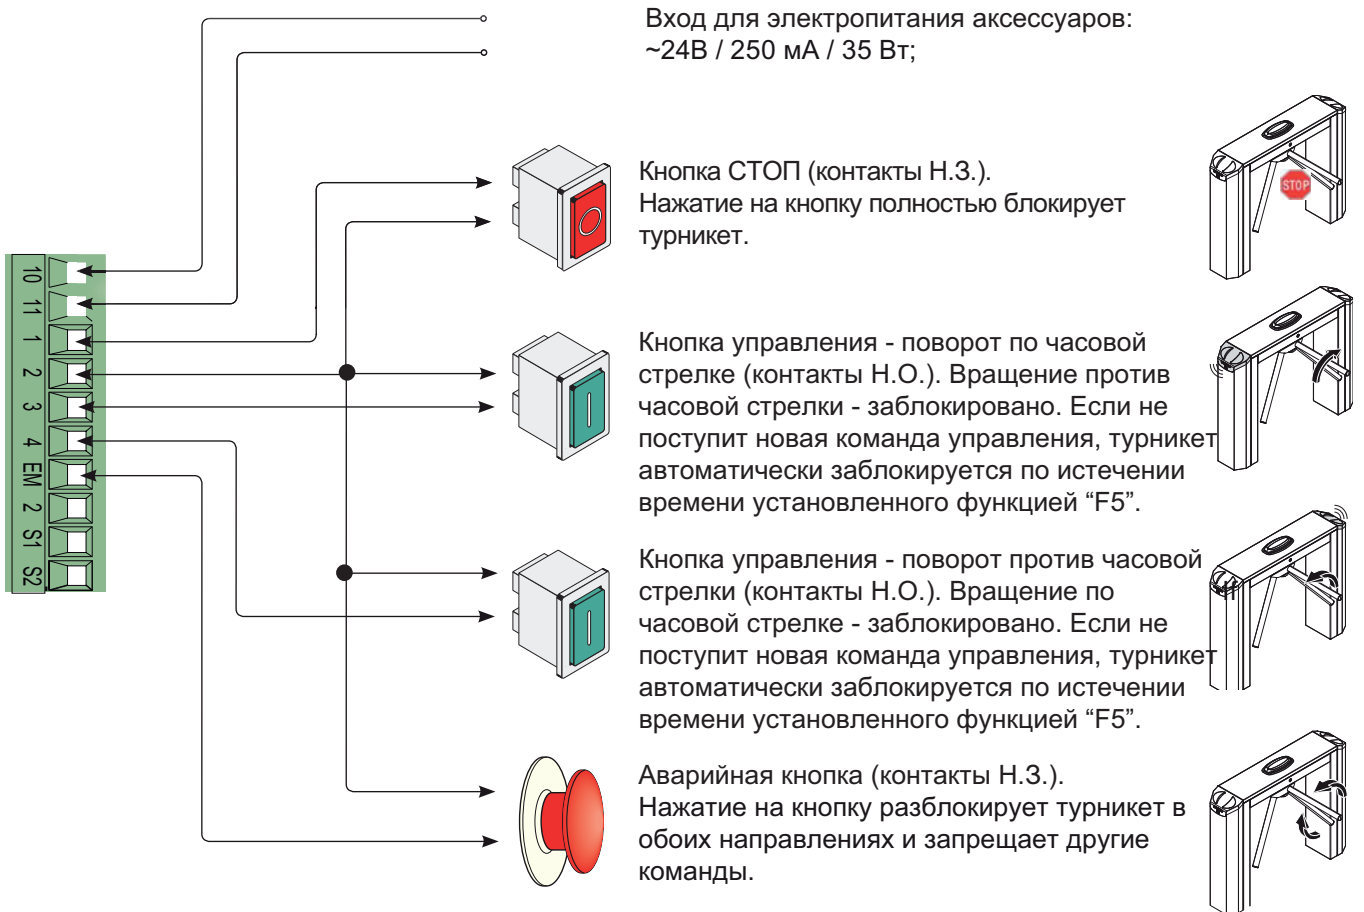 Вход для электропитания аксессуаров:
~24В / 250 мА / 35 Вт;
Кнопка СТОП (контакты Н.З.).
Нажатие на кнопку полностью блокирует
турникет.
STOP
10
11
1
2
3
4
EM
2
S1
S2
Кнопка управления - поворот по часовой
стрелке (контакты Н.О.). Вращение против
часовой стрелки - заблокировано. Если не
поступит новая команда управления, турникет
автоматически заблокируется по истечении
времени установленного функцией “F5”.
Кнопка управления - поворот против часовой
стрелки (контакты Н.О.). Вращение по
часовой стрелке - заблокировано. Если не
поступит новая команда управления, турникет
автоматически заблокируется по истечении
времени установленного функцией “F5”.
Аварийная кнопка (контакты Н.З.).
Нажатие на кнопку разблокирует турникет в
обоих направлениях и запрещает другие
команды.